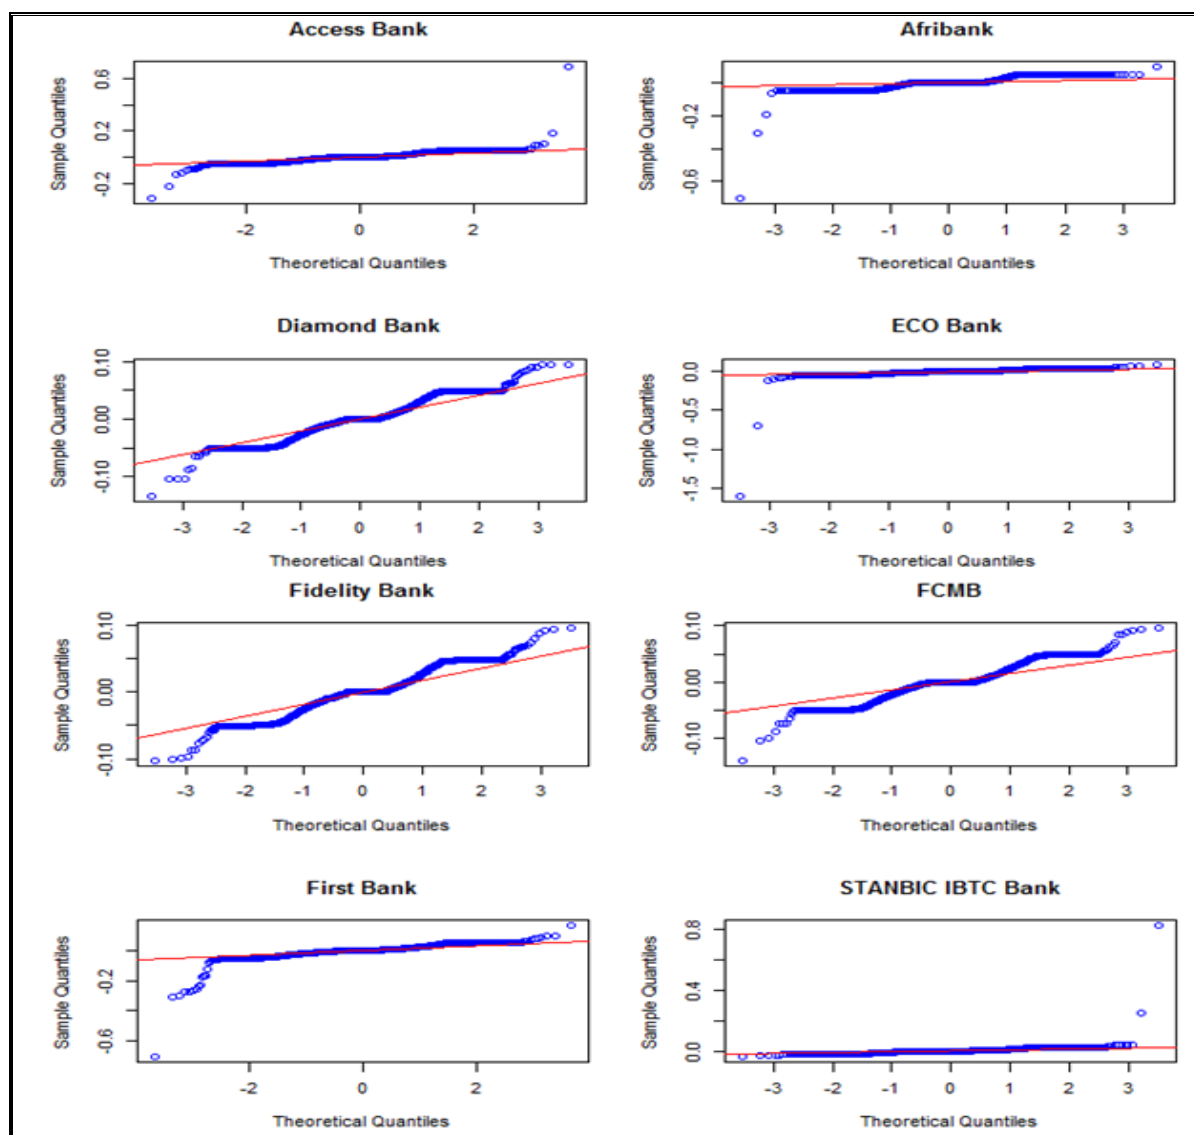 Access Bank
Sample Quantiles
0.6
0.2
-0.2
-2 0 2
Theoretical Quantiles
Afribank
Sample Quantiles
-0.2
-0.6
-3 -2 -1 0 1 2 3
Theoretical Quantiles
Diamond Bank
Sample Quantiles
0.10
0.00
-0.10
-3 -2 -1 0 1 2 3
Theoretical Quantiles
ECO Bank
Sample Quantiles
0.0
-0.5
-1.0
-1.5
-3 -2 -1 0 1 2 3
Theoretical Quantiles
Fidelity Bank
Sample Quantiles
0.10
0.00
-0.10
-3 -2 -1 0 1 2 3
Theoretical Quantiles
FCMB
Sample Quantiles
0.10
0.00
-0.10
-3 -2 -1 0 1 2 3
Theoretical Quantiles
First Bank
Sample Quantiles
-0.2
-0.6
-2 0 2
Theoretical Quantiles
STANBIC IBTC Bank
Sample Quantiles
0.8
0.4
0.0
-3 -2 -1 0 1 2 3
Theoretical Quantiles